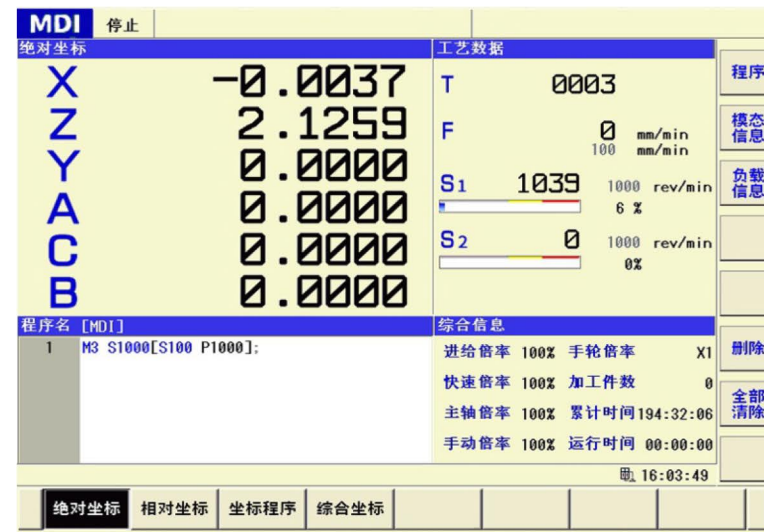 MDI 停止
绝对坐标
X -0.0037
Z 2.1259
Y 0.0000
A 0.0000
C 0.0000
B 0.0000
工艺数据
T 0003
F 0 mm/min
100 mm/min
S1 1039 1000 rev/min
6 %
S2 0 1000 rev/min
0%
程序名 [MDI]
1 M3 S1000[S100 P1000];
综合信息
进给倍率 100% 手轮倍率 X1
快速倍率 100% 加工件数 0
主轴倍率 100% 累计时间 194:32:06
手动倍率 100% 运行时间 00:00:00
16:03:49
程序
模态
信息
负载
信息
删除
全部
清除
绝对坐标 相对坐标 坐标程序 综合坐标